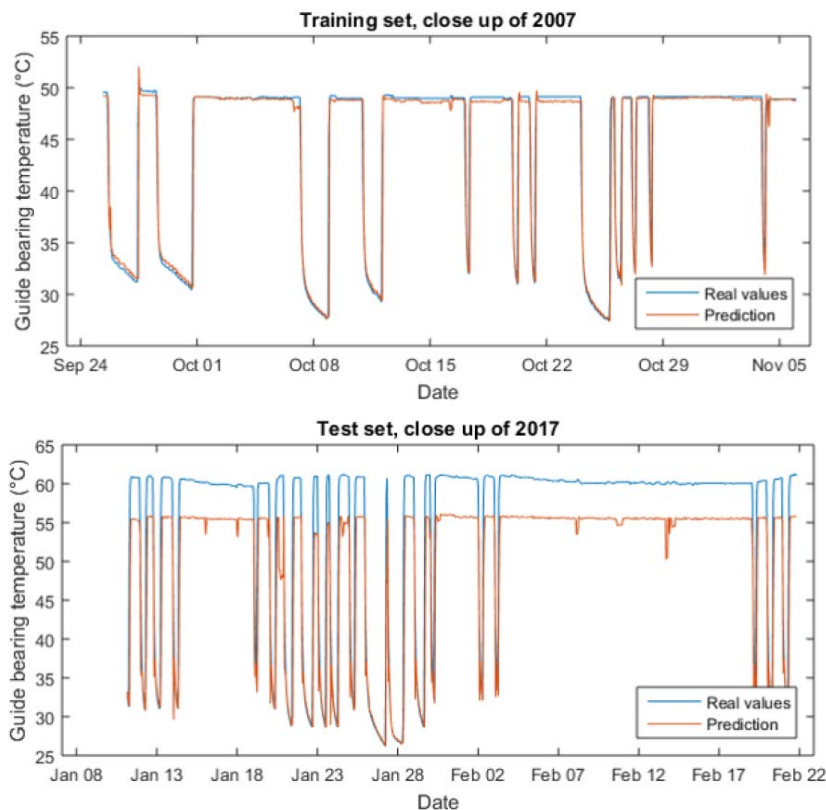 Training set, close up of 2007
Guide bearing temperature (°C)
55
50
45
40
35
30
25
Real values
Prediction
Sep 24 Oct 01 Oct 08 Oct 15 Oct 22 Oct 29 Nov 05
Date
Test set, close up of 2017
Guide bearing temperature (°C)
65
60
55
50
45
40
35
30
25
Real values
Prediction
Jan 08 Jan 13 Jan 18 Jan 23 Jan 28 Feb 02 Feb 07 Feb 12 Feb 17 Feb 22
Date